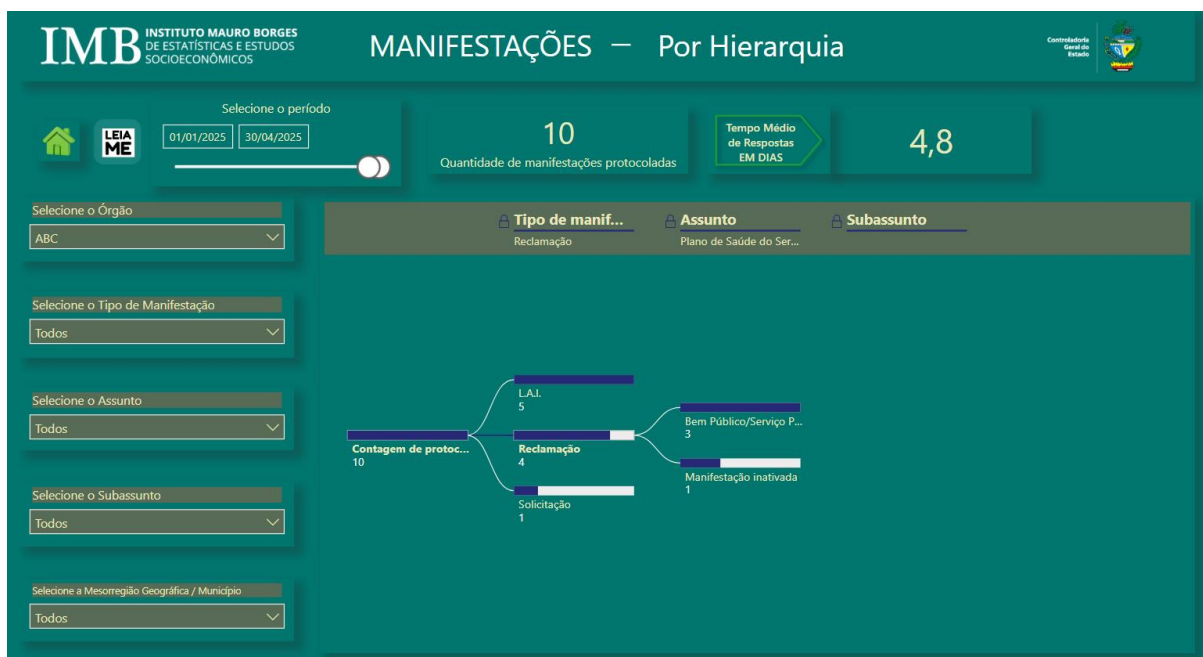 IMB INSTITUTO MAURO BORGES
DE ESTATÍSTICAS E ESTUDOS
SOCIOECONÔMICOS
MANIFESTAÇÕES — Por Hierarquia
Controladoria
Geral do
Estado
LEIA
ME
Selecione o período
01/01/2025 30/04/2025
10
Quantidade de manifestações protocoladas
Tempo Médio
de Respostas
EM DIAS
4,8
Selecione o Órgão
ABC
Selecione o Tipo de Manifestação
Todos
Selecione o Assunto
Todos
Selecione o Subassunto
Todos
Selecione a Mesorregião Geográfica / Município
Todos
Tipo de manif... Assunto Subassunto
Reclamação Plano de Saúde do Ser...
Contagem de protoc...
10
L.A.I.
5
Reclamação
4
Solicitação
1
Bem Público/Serviço P...
3
Manifestação inativada
1